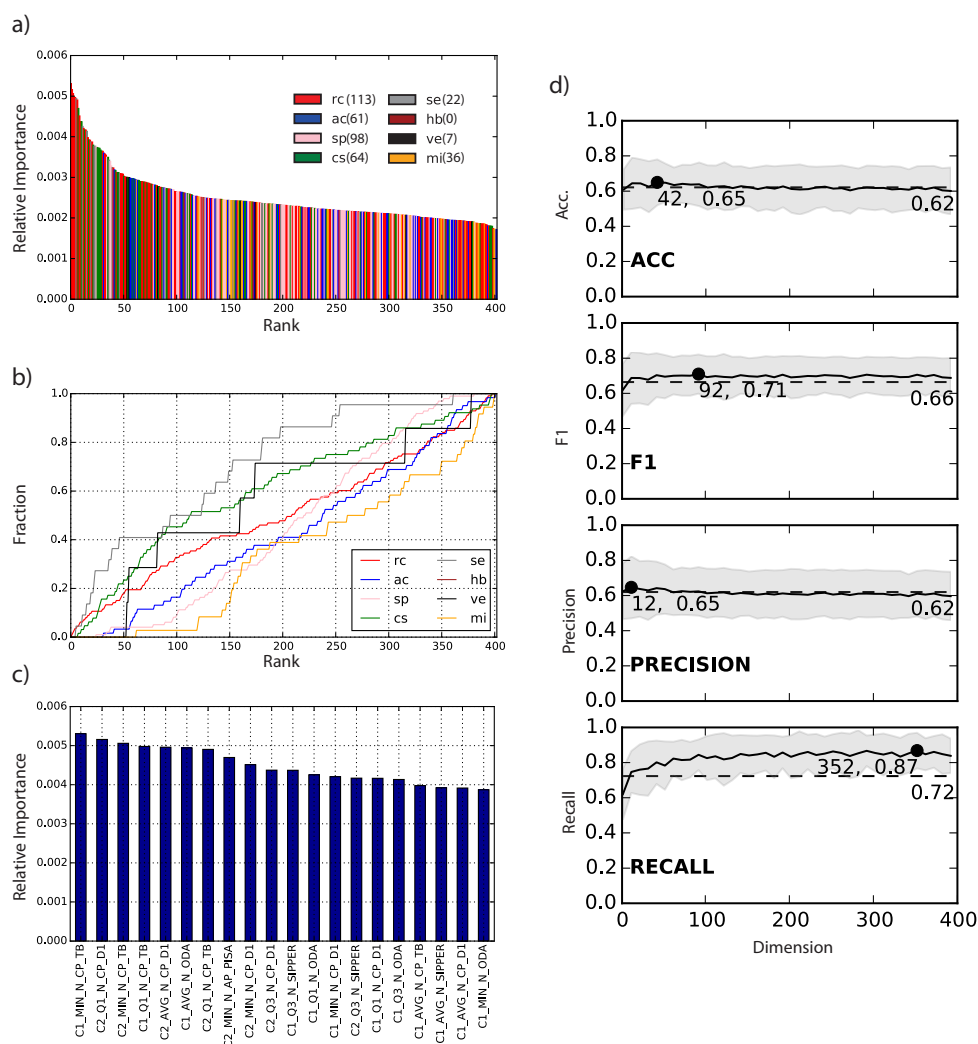 a)
0.006
0.005
0.004
0.003
0.002
0.001
0.000
Relative Importance
rc(113)
ac(61)
sp(98)
cs(64)
se(22)
hb(0)
ve(7)
mi(36)
0 50 100 150 200 250 300 350 400
Rank
b)
1.0
0.8
0.6
0.4
0.2
0.0
Fraction
rc
ac
sp
cs
se
hb
ve
mi
0 50 100 150 200 250 300 350 400
Rank
c)
0.006
0.005
0.004
0.003
0.002
0.001
0.000
Relative Importance
C1_MIN_N_CP_TB
C2_Q1_N_CP_D1
C2_MIN_N_CP_TB
C1_Q1_N_CP_TB
C2_AVG_N_CP_D1
C1_AVG_N_ODA
C2_Q1_N_CP_TB
C2_MIN_N_AP_PISA
C2_MIN_N_CP_D1
C2_Q3_N_CP_D1
C1_Q3_N_SIPPER
C1_Q1_N_ODA
C1_MIN_N_CP_D1
C2_Q3_N_SIPPER
C1_Q1_N_CP_D1
C1_Q3_N_ODA
C1_AVG_N_CP_TB
C1_AVG_N_SIPPER
C1_AVG_N_CP_D1
C1_MIN_N_ODA
d)
1.0
0.8
0.6
0.4
0.2
0.0
Acc.
42, 0.65
0.62
ACC
1.0
0.8
0.6
0.4
0.2
0.0
F1
92, 0.71
0.66
F1
1.0
0.8
0.6
0.4
0.2
0.0
Precision
12, 0.65
0.62
PRECISION
1.0
0.8
0.6
0.4
0.2
0.0
Recall
352, 0.87
0.72
RECALL
0 100 200 300 400
Dimension